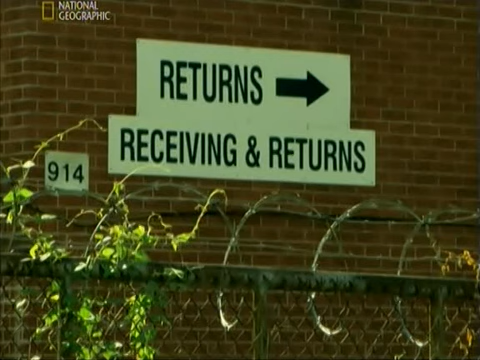 NATIONAL
GEOGRAPHIC
RETURNS →
RECEIVING & RETURNS
914